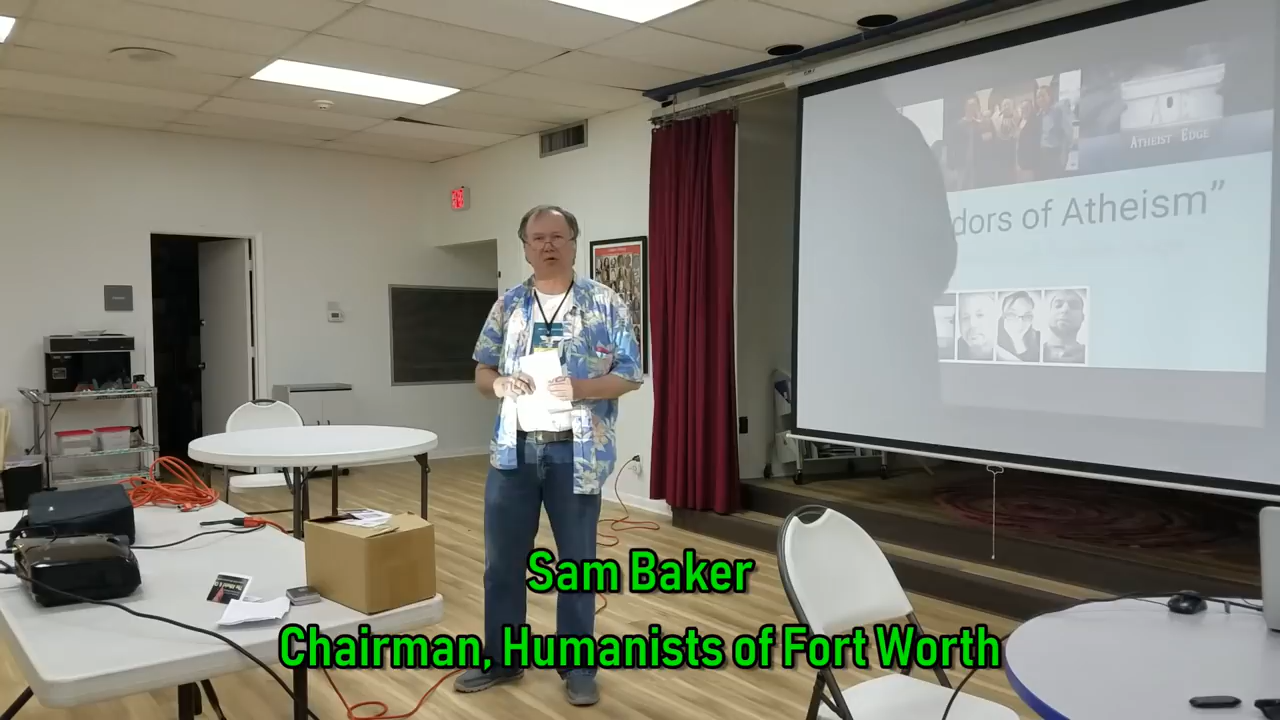 ATHEIST EDGE
dors of Atheism”
Sam Baker
Chairman, Humanists of Fort Worth